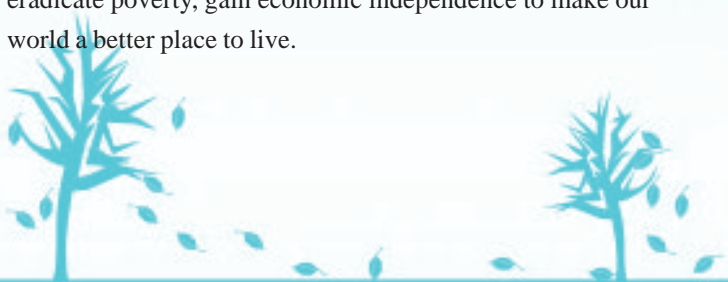 eradicate poverty, gain economic independence to make our
world a better place to live.